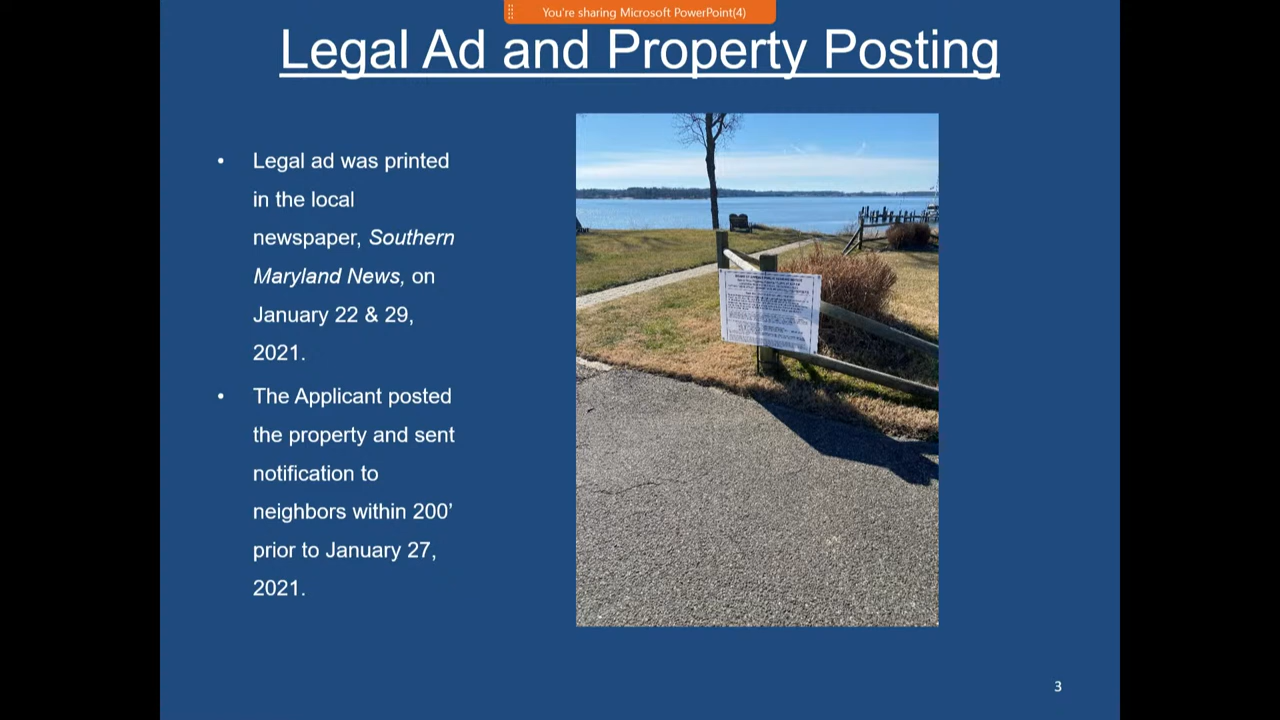 You're sharing Microsoft PowerPoint(4)
Legal Ad and Property Posting
• Legal ad was printed
in the local
newspaper, Southern
Maryland News, on
January 22 & 29,
2021.
• The Applicant posted
the property and sent
notification to
neighbors within 200’
prior to January 27,
2021.
3